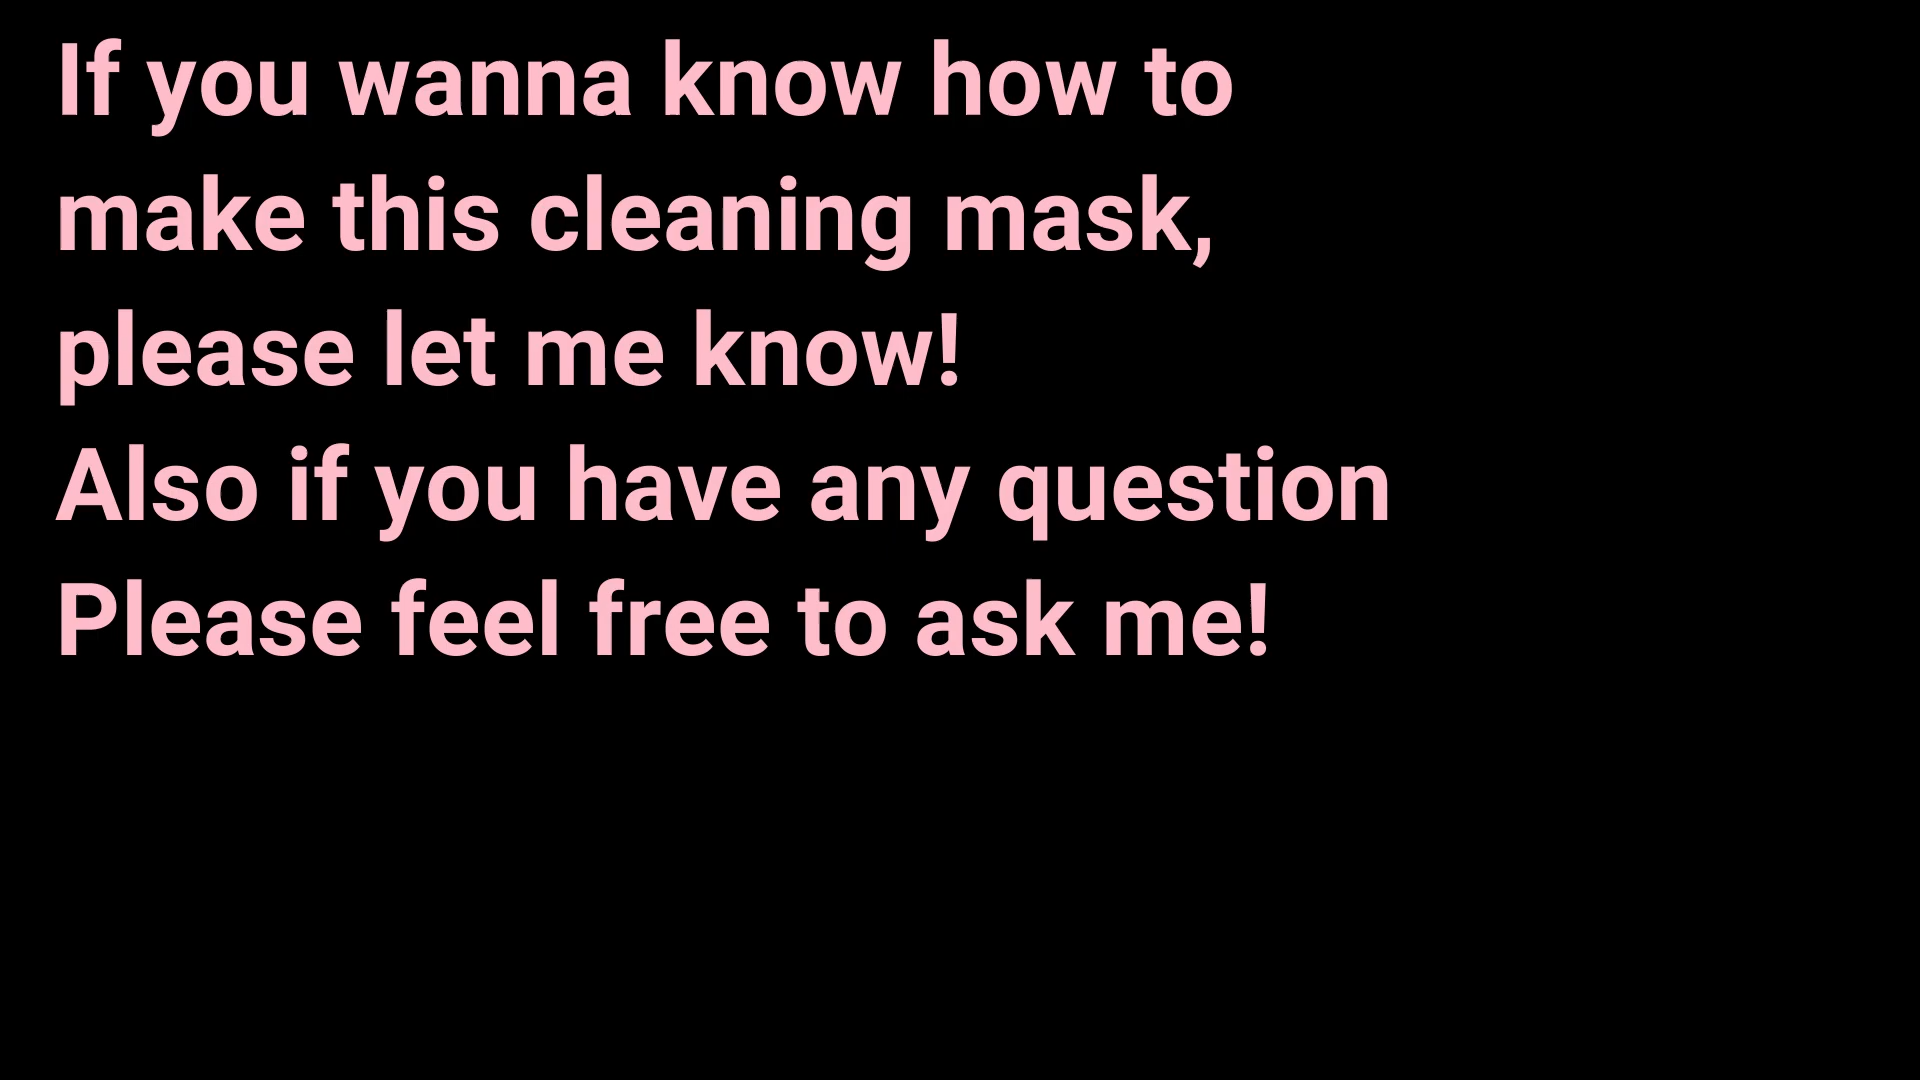 If you wanna know how to
make this cleaning mask,
please let me know!
Also if you have any question
Please feel free to ask me!